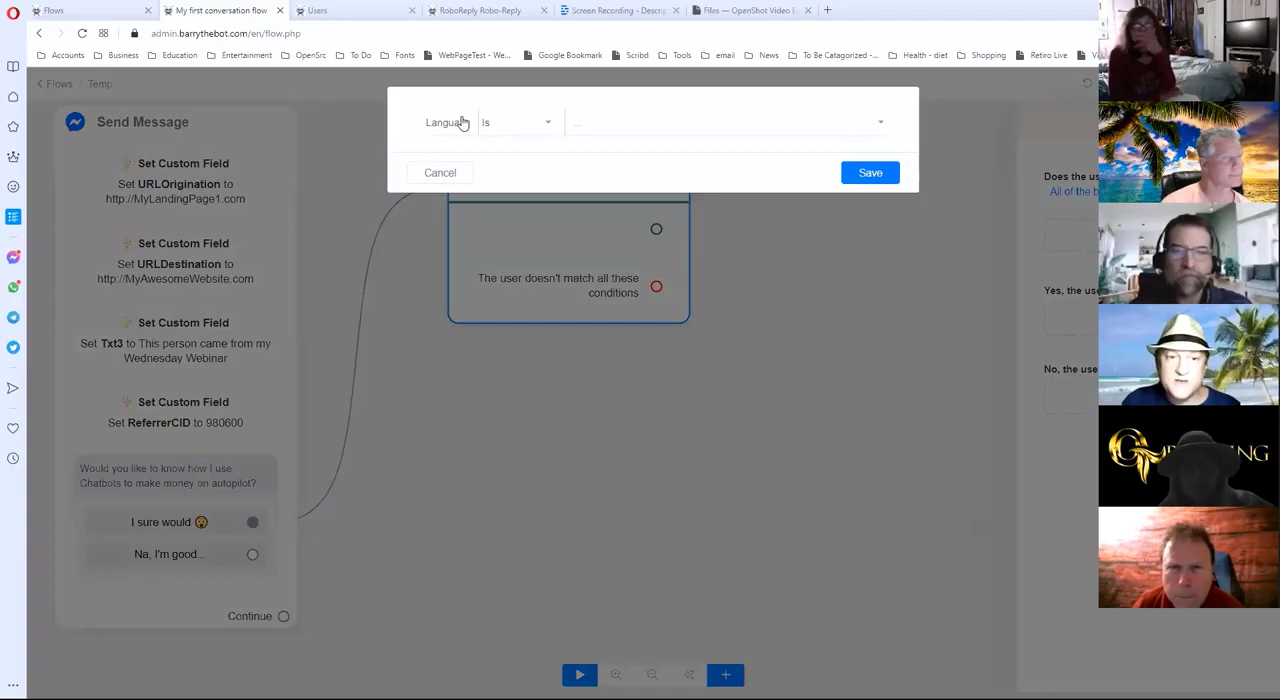 Flows
My first conversation flow
Users
RoboReply Robo-Reply
Screen Recording - Descrip
Files — OpenShot Video E
admin.barrythebot.com/en/flow.php
Accounts
Business
Education
Entertainment
OpenSrc
To Do
Fonts
WebPageTest - We...
Google Bookmark
Scribd
Tools
email
News
To Be Catagorized -...
Health - diet
Shopping
Retiro Live
Flows
Temp
Send Message
Set Custom Field
Set URLOrigination to
http://MyLandingPage1.com
Set Custom Field
Set URLDestination to
http://MyAwesomeWebsite.com
Set Custom Field
Set Txt3 to This person came from my
Wednesday Webinar
Set Custom Field
Set ReferrerCID to 980600
Would you like to know how I use
Chatbots to make money on autopilot?
I sure would 😮
Na, I'm good...
Continue
Is
...
Cancel
Save
The user doesn't match all these
conditions
Does the us
All of the b
Yes, the use
No, the use